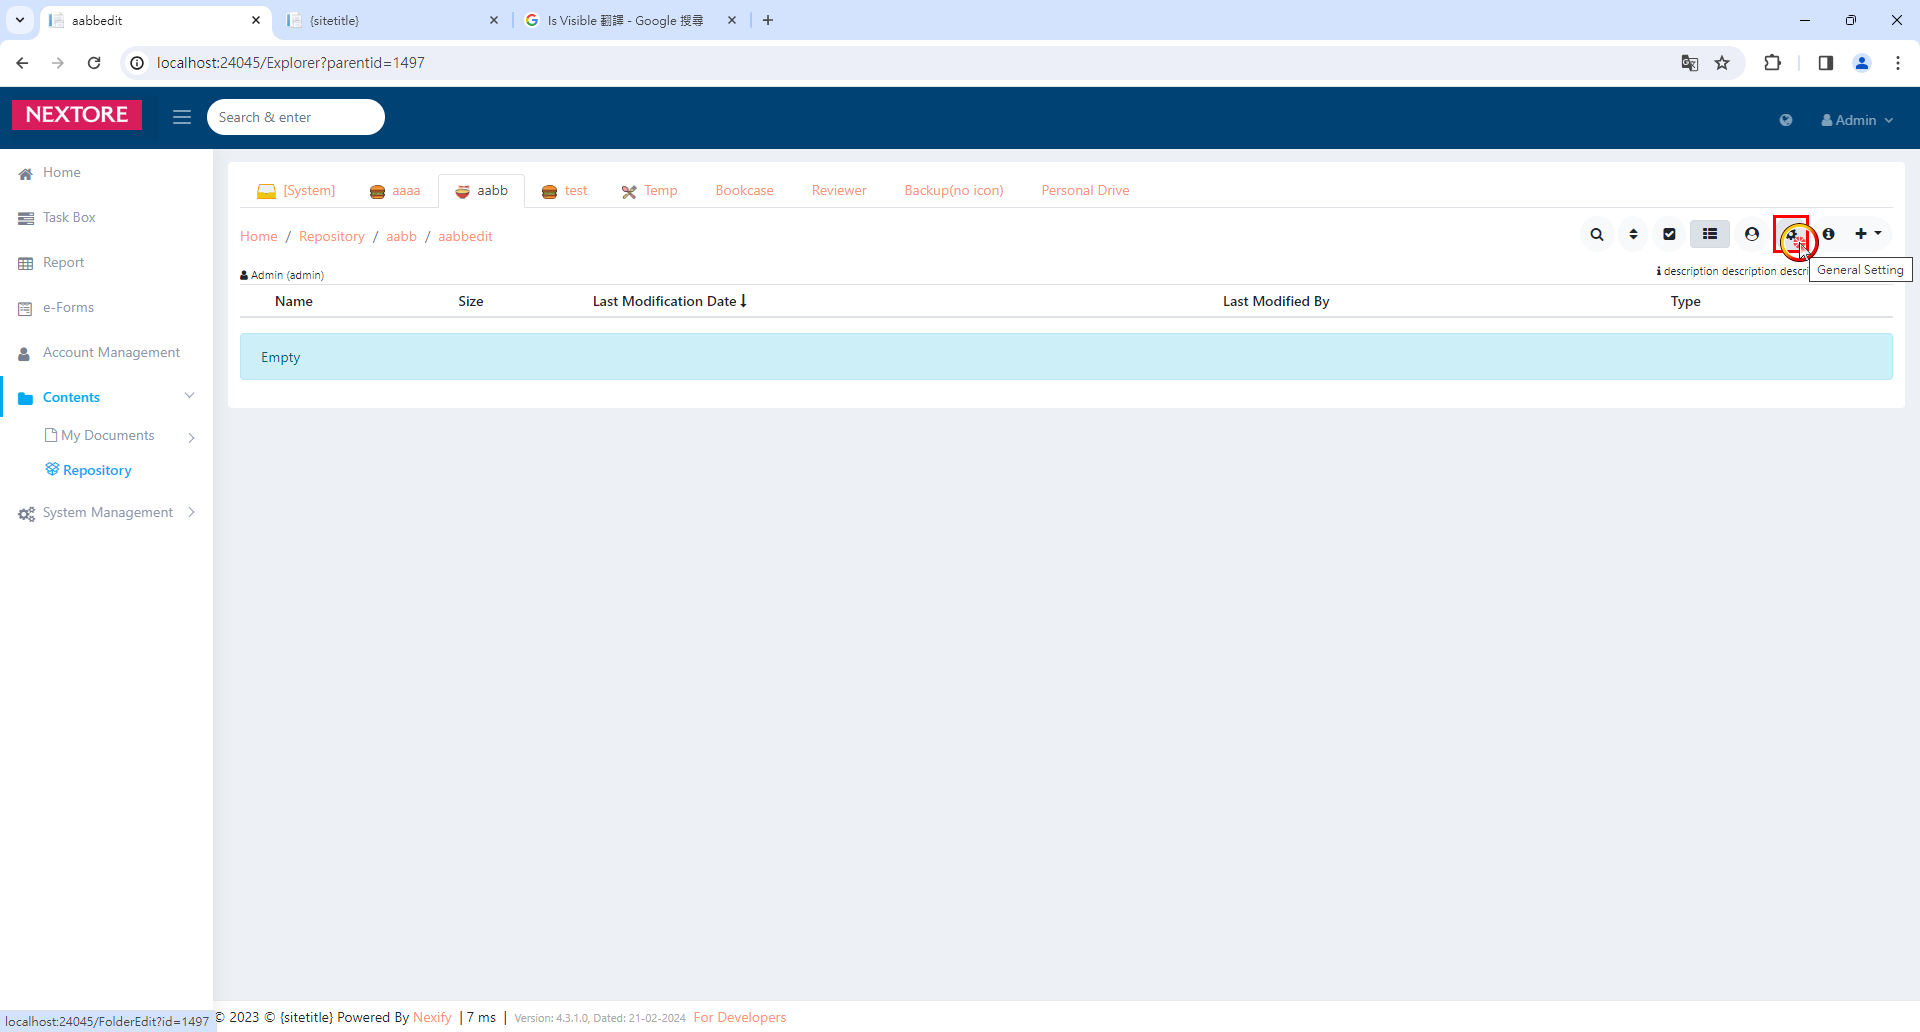 aabbedit
{sitetitle}
Is Visible 翻譯 - Google 搜尋
localhost:24045/Explorer?parentid=1497
NEXTORE
Search & enter
Admin
Home
Task Box
Report
e-Forms
Account Management
Contents
My Documents
Repository
System Management
[System]
aaaa
aabb
test
Temp
Bookcase
Reviewer
Backup(no icon)
Personal Drive
Home / Repository / aabb / aabbedit
Admin (admin)
description description descri
General Setting
Name Size Last Modification Date Last Modified By Type
Empty
localhost:24045/FolderEdit?id=1497
© 2023 © {sitetitle} Powered By Nexify | 7 ms | Version: 4.3.1.0, Dated: 21-02-2024 For Developers